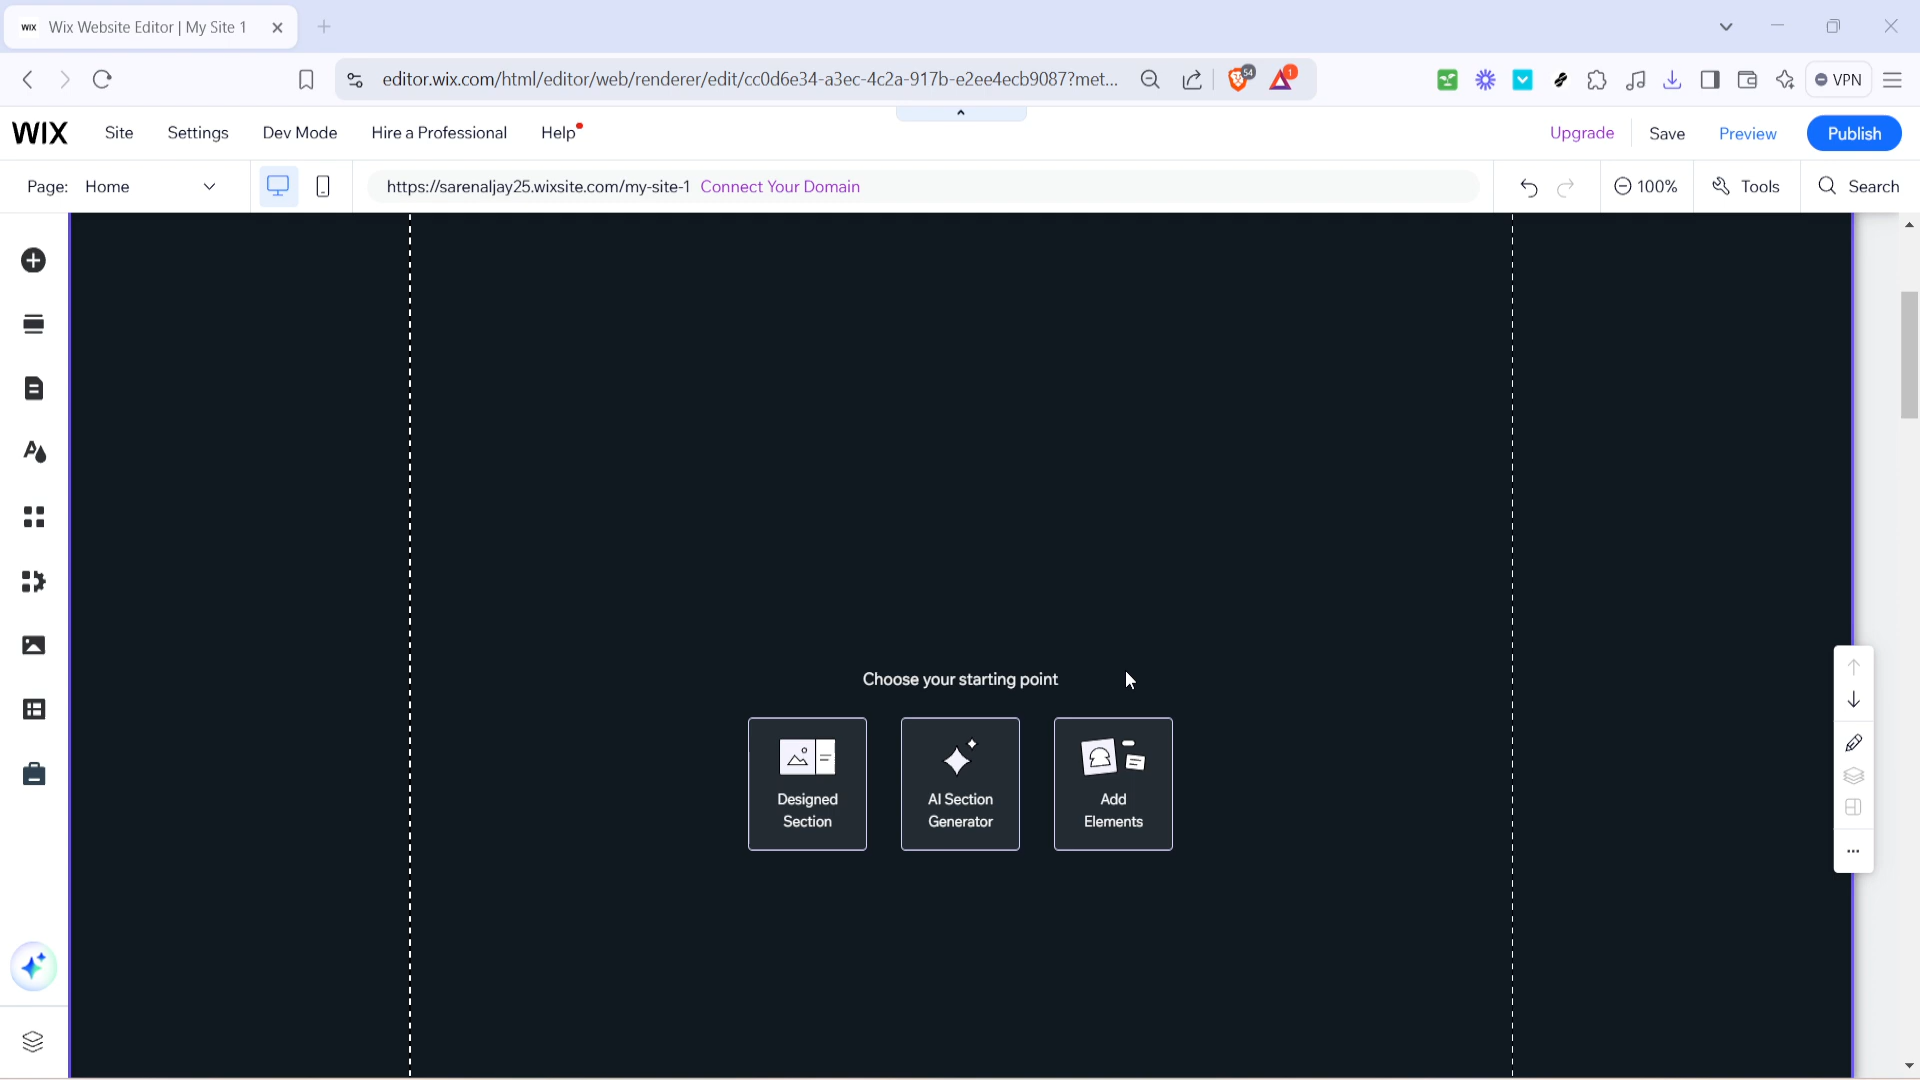 WIX Wix Website Editor | My Site 1
editor.wix.com/html/editor/web/renderer/edit/cc0d6e34-a3ec-4c2a-917b-e2ee4ecb9087?met... 54 1 VPN
WIX Site Settings Dev Mode Hire a Professional Help Upgrade Save Preview Publish
Page: Home https://sarenaljay25.wixsite.com/my-site-1 Connect Your Domain 100% Tools Search
Choose your starting point
Designed
Section
AI Section
Generator
Add
Elements